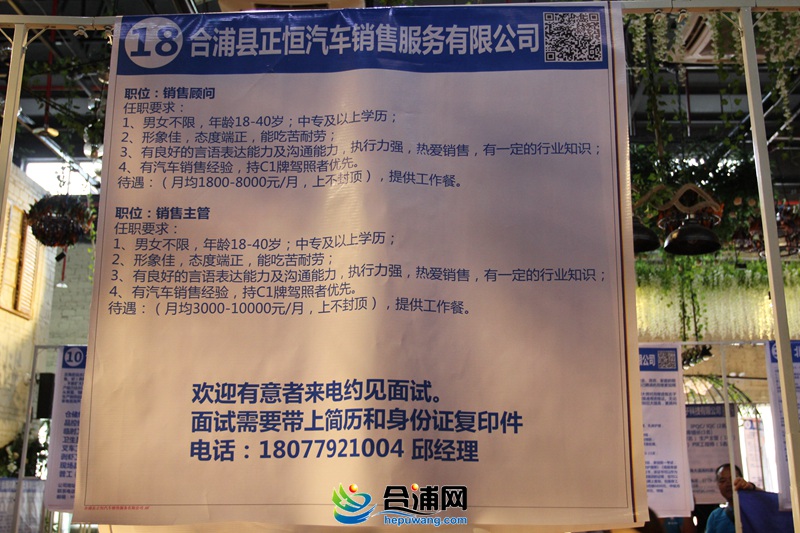 18 合浦县正恒汽车销售服务有限公司
职位：销售顾问
任职要求：
1、男女不限，年龄18-40岁；中专及以上学历；
2、形象佳，态度端正，能吃苦耐劳；
3、有良好的言语表达能力及沟通能力，执行力强，热爱销售，有一定的行业知识；
4、有汽车销售经验，持C1牌驾照者优先。
待遇：（月均1800-8000元/月，上不封顶），提供工作餐。
职位：销售主管
任职要求：
1、男女不限，年龄18-40岁；中专及以上学历；
2、形象佳，态度端正，能吃苦耐劳；
3、有良好的言语表达能力及沟通能力，执行力强，热爱销售，有一定的行业知识；
4、有汽车销售经验，持C1牌驾照者优先。
待遇：（月均3000-10000元/月，上不封顶），提供工作餐。
欢迎有意者来电约见面试。
面试需要带上简历和身份证复印件
电话：18077921004 邱经理
合浦网
hepuwang.com
10
公司